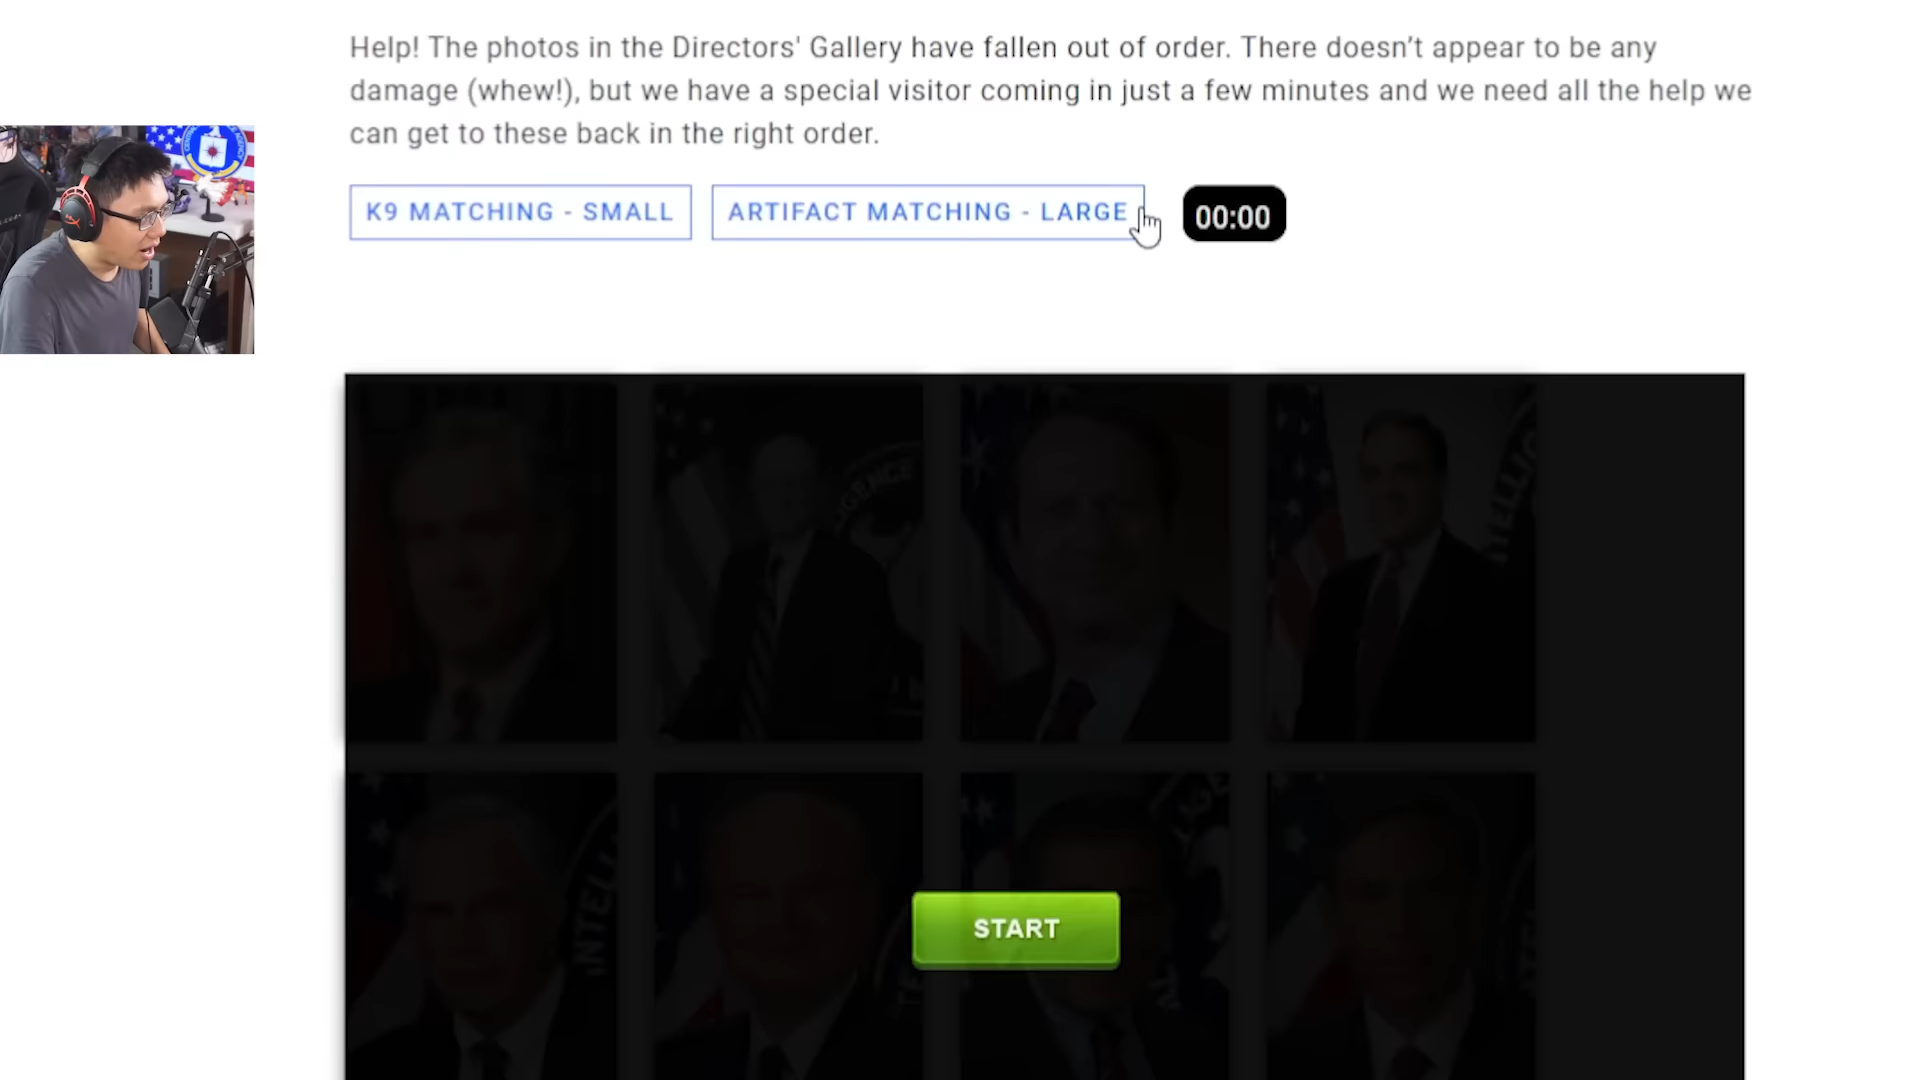 Help! The photos in the Directors' Gallery have fallen out of order. There doesn’t appear to be any
damage (whew!), but we have a special visitor coming in just a few minutes and we need all the help we
can get to these back in the right order.
K9 MATCHING - SMALL
ARTIFACT MATCHING - LARGE
00:00
START